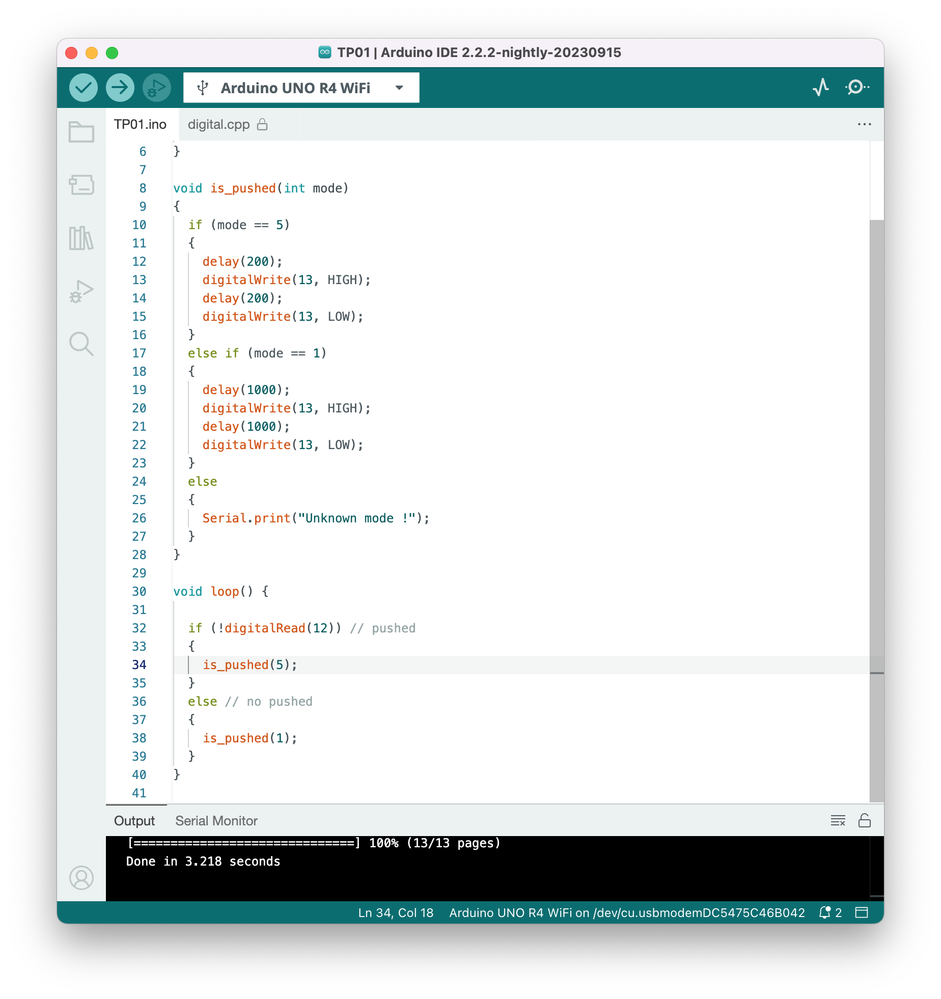 TP01 | Arduino IDE 2.2.2-nightly-20230915
Arduino UNO R4 WiFi
TP01.ino digital.cpp
6 }
7
8 void is_pushed(int mode)
9 {
10 if (mode == 5)
11 {
12 delay(200);
13 digitalWrite(13, HIGH);
14 delay(200);
15 digitalWrite(13, LOW);
16 }
17 else if (mode == 1)
18 {
19 delay(1000);
20 digitalWrite(13, HIGH);
21 delay(1000);
22 digitalWrite(13, LOW);
23 }
24 else
25 {
26 Serial.print("Unknown mode !");
27 }
28 }
29
30 void loop() {
31
32 if (!digitalRead(12)) // pushed
33 {
34 is_pushed(5);
35 }
36 else // no pushed
37 {
38 is_pushed(1);
39 }
40 }
41
Output Serial Monitor
[==============================] 100% (13/13 pages)
Done in 3.218 seconds
Ln 34, Col 18 Arduino UNO R4 WiFi on /dev/cu.usbmodemDC5475C46B042 2